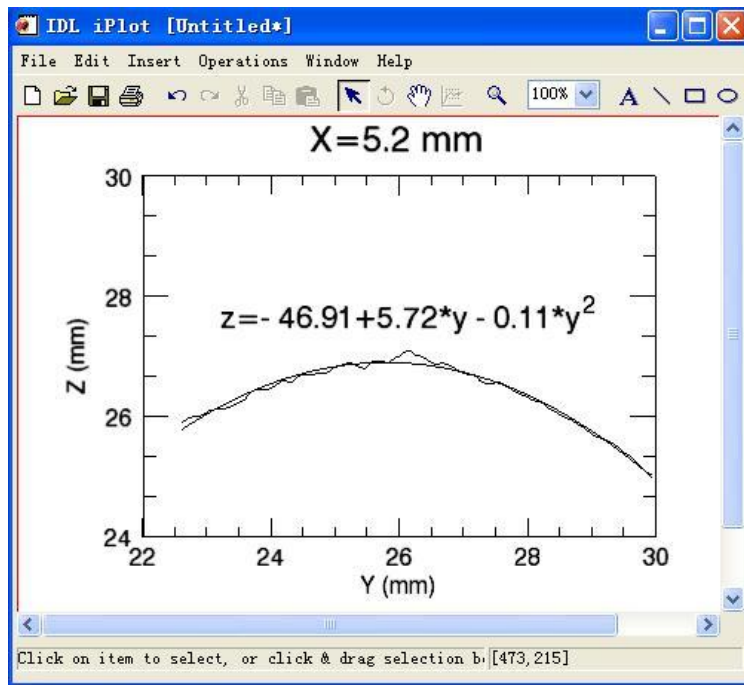 IDL iPlot [Untitled*]
File Edit Insert Operations Window Help
100%
A
X=5.2 mm
30
28
z=- 46.91+5.72*y - 0.11*y²
Z (mm)
26
24
22 24 26 28 30
Y (mm)
Click on item to select, or click & drag selection b [473,215]